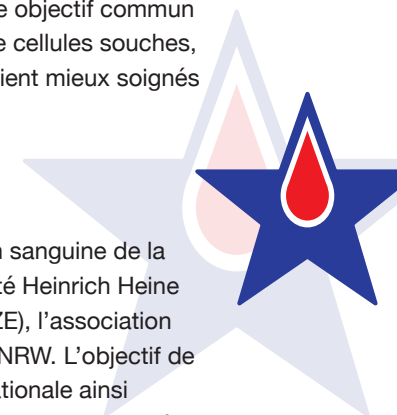 e objectif commun
e cellules souches,
ient mieux soignés
n sanguine de la
té Heinrich Heine
ZE), l’association
NRW. L’objectif de
ationale ainsi